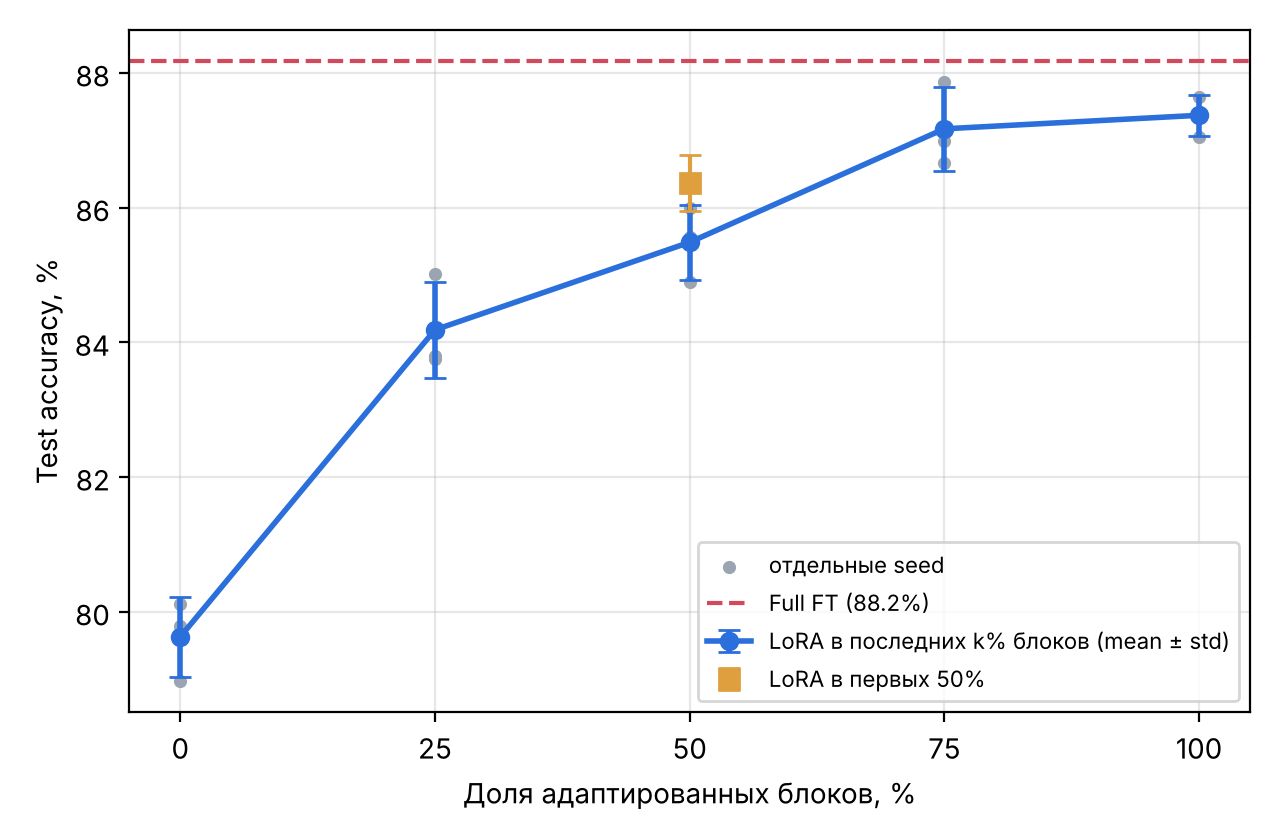 88
86
84
82
80
Test accuracy, %
отдельные seed
Full FT (88.2%)
LoRA в последних k% блоков (mean ± std)
LoRA в первых 50%
0 25 50 75 100
Доля адаптированных блоков, %